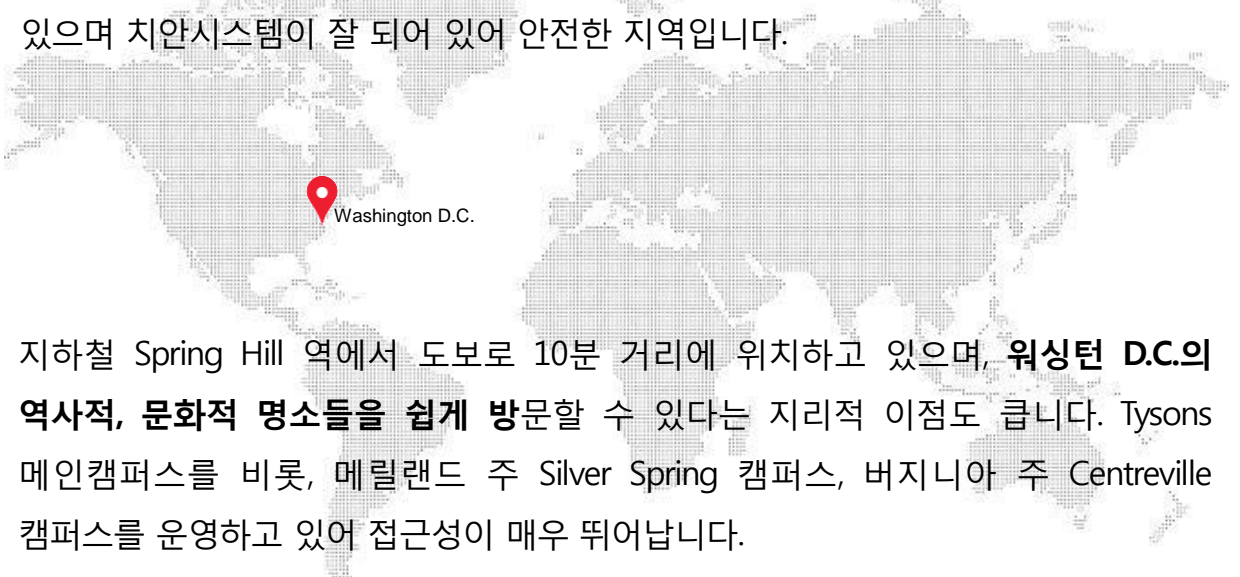 있으며 치안시스템이 잘 되어 있어 안전한 지역입니다.
Washington D.C.
지하철 Spring Hill 역에서 도보로 10분 거리에 위치하고 있으며, 워싱턴 D.C.의
역사적, 문화적 명소들을 쉽게 방문할 수 있다는 지리적 이점도 큽니다. Tysons
메인캠퍼스를 비롯, 메릴랜드 주 Silver Spring 캠퍼스, 버지니아 주 Centreville
캠퍼스를 운영하고 있어 접근성이 매우 뛰어납니다.